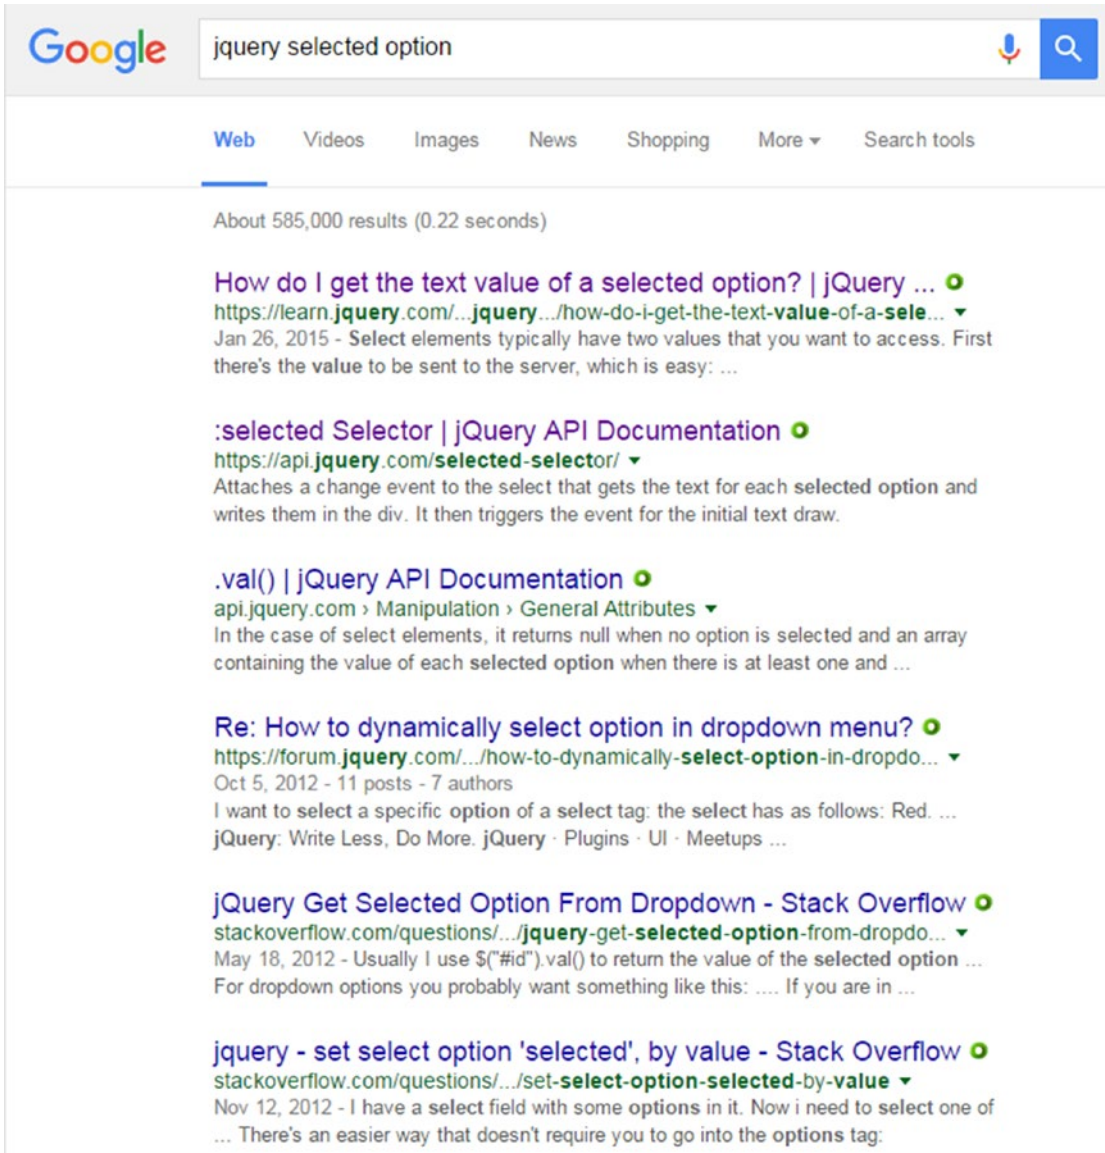 Google jquery selected option
Web Videos Images News Shopping More Search tools
About 585,000 results (0.22 seconds)
How do I get the text value of a selected option? | jQuery ...
https://learn.jquery.com/...jquery.../how-do-i-get-the-text-value-of-a-sele...
Jan 26, 2015 - Select elements typically have two values that you want to access. First
there's the value to be sent to the server, which is easy: ...
:selected Selector | jQuery API Documentation
https://api.jquery.com/selected-selector/
Attaches a change event to the select that gets the text for each selected option and
writes them in the div. It then triggers the event for the initial text draw.
.val() | jQuery API Documentation
api.jquery.com › Manipulation › General Attributes
In the case of select elements, it returns null when no option is selected and an array
containing the value of each selected option when there is at least one and ...
Re: How to dynamically select option in dropdown menu?
https://forum.jquery.com/.../how-to-dynamically-select-option-in-dropdo...
Oct 5, 2012 - 11 posts - 7 authors
I want to select a specific option of a select tag: the select has as follows: Red. ...
jQuery: Write Less, Do More. jQuery · Plugins · UI · Meetups ...
jQuery Get Selected Option From Dropdown - Stack Overflow
stackoverflow.com/questions/.../jquery-get-selected-option-from-dropdo...
May 18, 2012 - Usually I use $("#id").val() to return the value of the selected option ...
For dropdown options you probably want something like this: .... If you are in ...
jquery - set select option 'selected', by value - Stack Overflow
stackoverflow.com/questions/.../set-select-option-selected-by-value
Nov 12, 2012 - I have a select field with some options in it. Now i need to select one of
... There's an easier way that doesn't require you to go into the options tag: